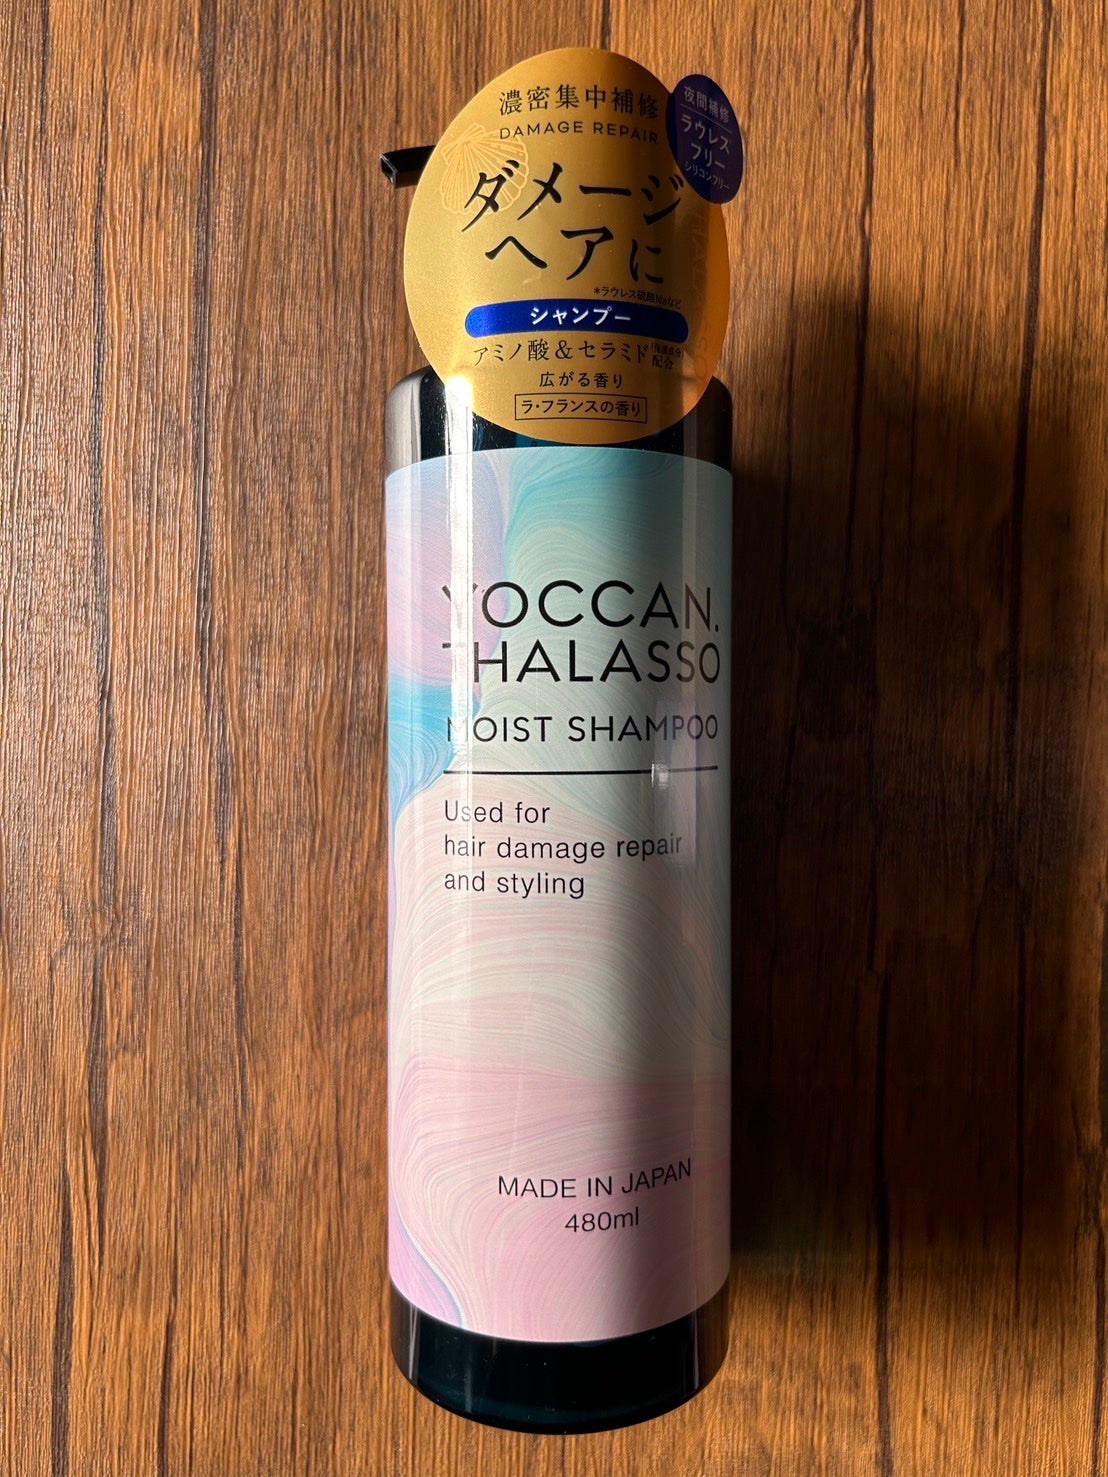 濃密集中補修
DAMAGE REPAIR
ダメージ
ヘアに
*ラウレス硫酸Naなど
シャンプー
アミノ酸&セラミド(保湿成分)配合
広がる香り
ラ・フランスの香り
夜間補修
ラウレス
フリー
シリコンフリー
YOCCAN.
THALASSO
MOIST SHAMPOO
Used for
hair damage repair
and styling
MADE IN JAPAN
480ml